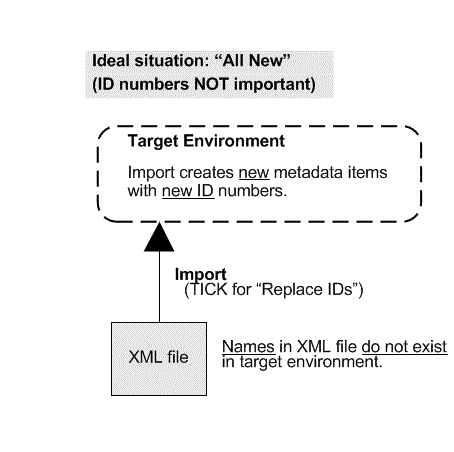 Ideal situation: “All New”
(ID numbers NOT important)
Target Environment
Import creates new metadata items
with new ID numbers.
Import
(TICK for “Replace IDs”)
XML file
Names in XML file do not exist
in target environment.